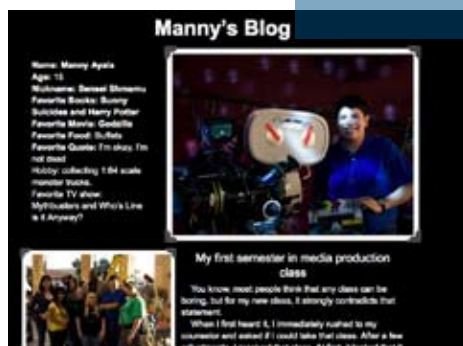 Manny's Blog
Name: Manny Ayala
Age: 15
Nickname: Sensei Shmamu
Favorite Books: Bunny
Suicides and Harry Potter
Favorite Movie: Godzilla
Favorite Food: Buffets
Favorite Quote: I'm okay. I'm
not dead
Hobby: collecting 1:64 scale
monster trucks.
Favorite TV show:
Mythbusters and Who's Line
is it Anyway?
My first semester in media production
class
You know, most people think that any class can be
boring, but for my new class, it strongly contradicts that
statement.
When I first heard it, I immediately rushed to my
counselor and asked if I could take that class. After a few